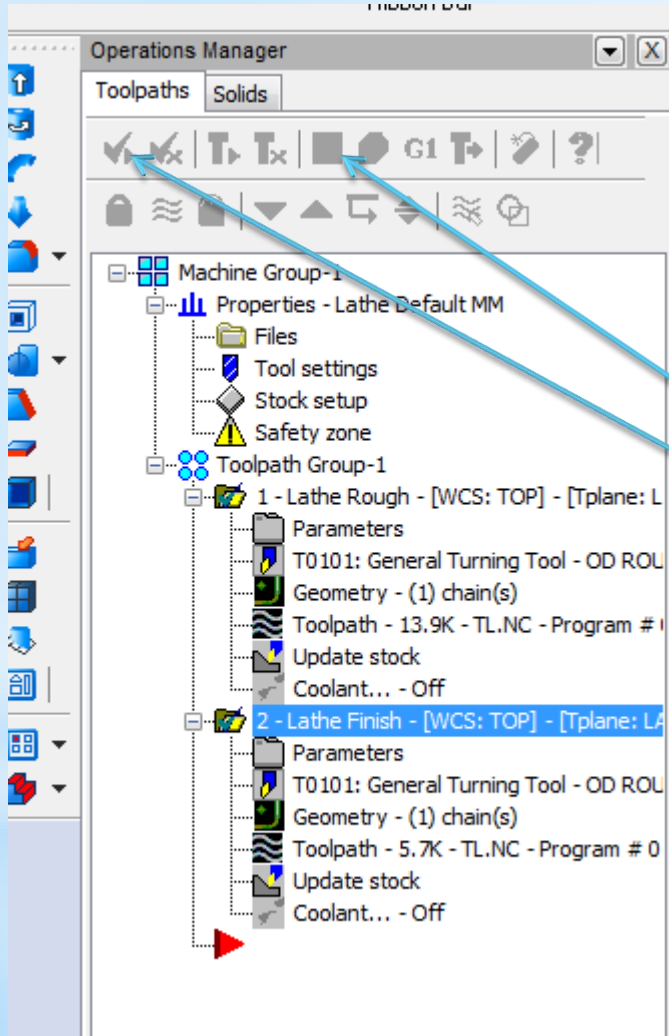 Ribbon Bar
Operations Manager
Toolpaths Solids
G1
Machine Group-1
Properties - Lathe Default MM
Files
Tool settings
Stock setup
Safety zone
Toolpath Group-1
1 - Lathe Rough - [WCS: TOP] - [Tplane: L
Parameters
T0101: General Turning Tool - OD ROU
Geometry - (1) chain(s)
Toolpath - 13.9K - TL.NC - Program #
Update stock
Coolant... - Off
2 - Lathe Finish - [WCS: TOP] - [Tplane: LA
Parameters
T0101: General Turning Tool - OD ROU
Geometry - (1) chain(s)
Toolpath - 5.7K - TL.NC - Program # 0
Update stock
Coolant... - Off